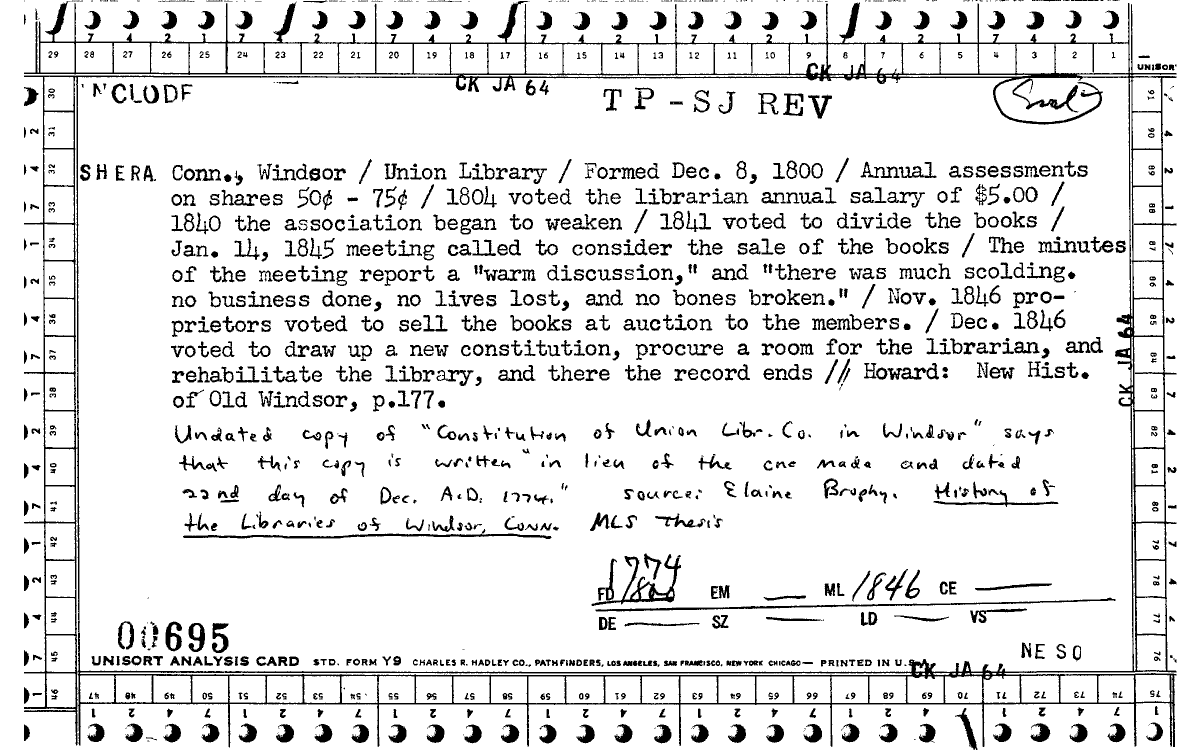 7 4 2 1 7 4 2 1 7 4 2 1 7 4 2 1 7 4 2 1 7 4 2 1 7 4 2 1
29 28 27 26 25 24 23 22 21 20 19 18 17 16 15 14 13 12 11 10 9 8 7 6 5 4 3 2 1
UNISORT
CK JA 64 CK JA 64
"N"CLODF TP-SJ REV
SHERA Conn., Windsor / Union Library / Formed Dec. 8, 1800 / Annual assessments
on shares 50¢ - 75¢ / 1804 voted the librarian annual salary of $5.00 /
1840 the association began to weaken / 1841 voted to divide the books /
Jan. 14, 1845 meeting called to consider the sale of the books / The minutes
of the meeting report a "warm discussion," and "there was much scolding.
no business done, no lives lost, and no bones broken." / Nov. 1846 pro-
prietors voted to sell the books at auction to the members. / Dec. 1846
voted to draw up a new constitution, procure a room for the librarian, and
rehabilitate the library, and there the record ends // Howard: New Hist.
of Old Windsor, p.177.
CK JA 64
Undated copy of "Constitution of Union Libr. Co. in Windsor" says
that this copy is written "in lieu of the one made and dated
22nd day of Dec. A.D. 1774." source: Elaine Brophy. History of
the Libraries of Windsor, Conn. MLS Thesis
1774
FD 1800 EM — ML 1846 CE —
DE — SZ — LD — VS —
00695
NE SO
UNISORT ANALYSIS CARD STD. FORM Y9 CHARLES R. HADLEY CO., PATHFINDERS, LOS ANGELES, SAN FRANCISCO, NEW YORK CHICAGO — PRINTED IN U.S.
CK JA 64
47 48 49 50 51 52 53 54 55 56 57 58 59 60 61 62 63 64 65 66 67 68 69 70 71 72 73 74 75
1 2 4 7 1 2 4 7 1 2 4 7 1 2 4 7 1 2 4 7 1 2 4 7 1 2 4 7 1